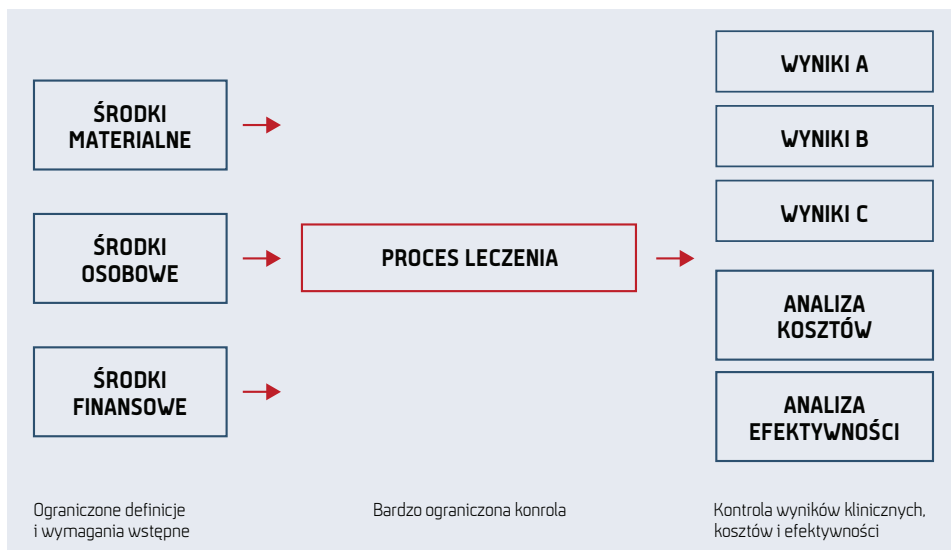 ŚRODKI
MATERIALNE
ŚRODKI
OSOBOWE
ŚRODKI
FINANSOWE
Ograniczone definicje
i wymagania wstępne
PROCES LECZENIA
Bardzo ograniczona konrola
WYNIKI A
WYNIKI B
WYNIKI C
ANALIZA
KOSZTÓW
ANALIZA
EFEKTYWNOŚCI
Kontrola wyników klinicznych,
kosztów i efektywności